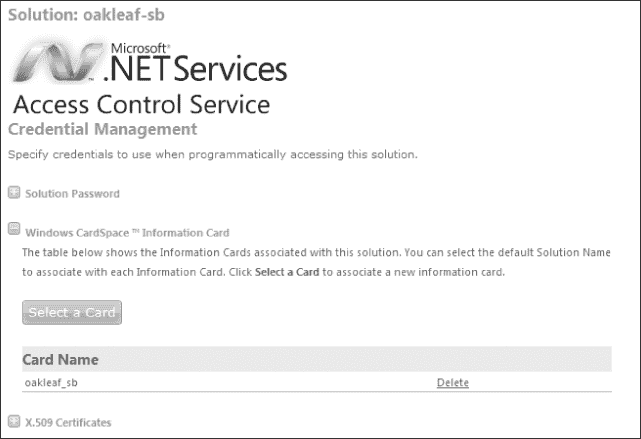 Solution: oakleaf-sb
Microsoft®
.NET Services
Access Control Service
Credential Management
Specify credentials to use when programmatically accessing this solution.
Solution Password
Windows CardSpace ™ Information Card
The table below shows the Information Cards associated with this solution. You can select the default Solution Name
to associate with each Information Card. Click Select a Card to associate a new information card.
Select a Card
Card Name
oakleaf_sb Delete
X.509 Certificates